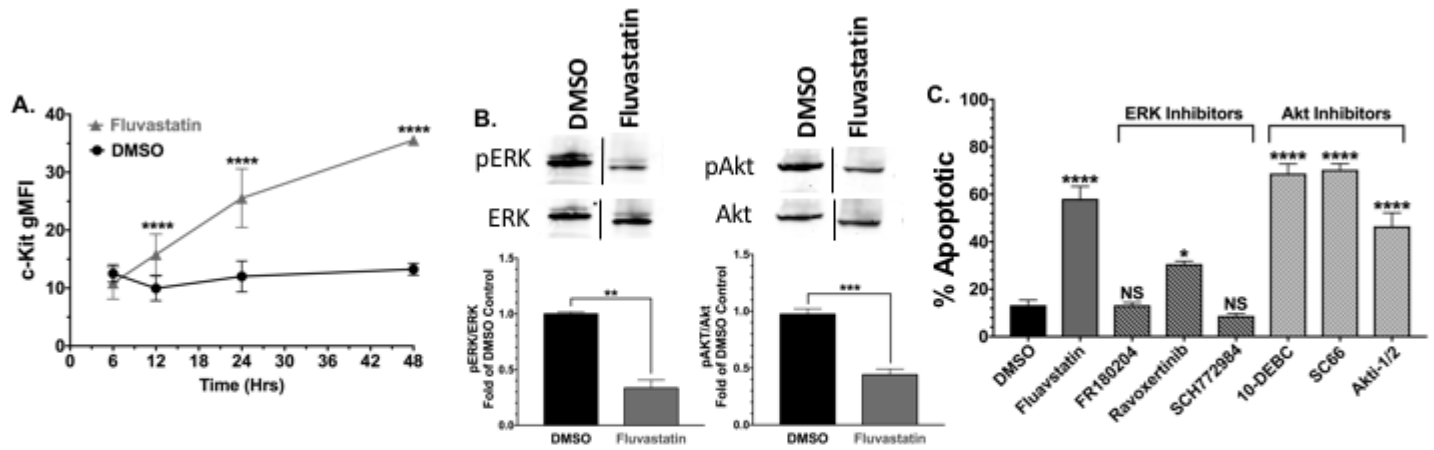 A.
Fluvastatin
DMSO
****
****
****
c-Kit gMFI
40
30
20
10
0
0 6 12 18 24 30 36 42 48
Time (Hrs)
B.
DMSO
Fluvastatin
pERK
ERK
**
pERK/ERK
Fold of DMSO Control
1.5
1.0
0.5
0.0
DMSO Fluvastatin
DMSO
Fluvastatin
pAkt
Akt
***
pAKT/Akt
Fold of DMSO Control
1.5
1.0
0.5
0.0
DMSO Fluvastatin
C.
% Apoptotic
100
80
60
40
20
0
ERK Inhibitors
Akt Inhibitors
****
NS
*
NS
****
****
****
DMSO
Fluavstatin
FR180204
Ravoxertinib
SCH772984
10-DEBC
SC66
Akti-1/2